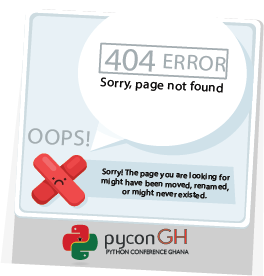 404 ERROR
Sorry, page not found
OOPS!
Sorry! The page you are looking for
might have been moved, renamed,
or might never existed.
pyconGH
PYTHON CONFERENCE GHANA